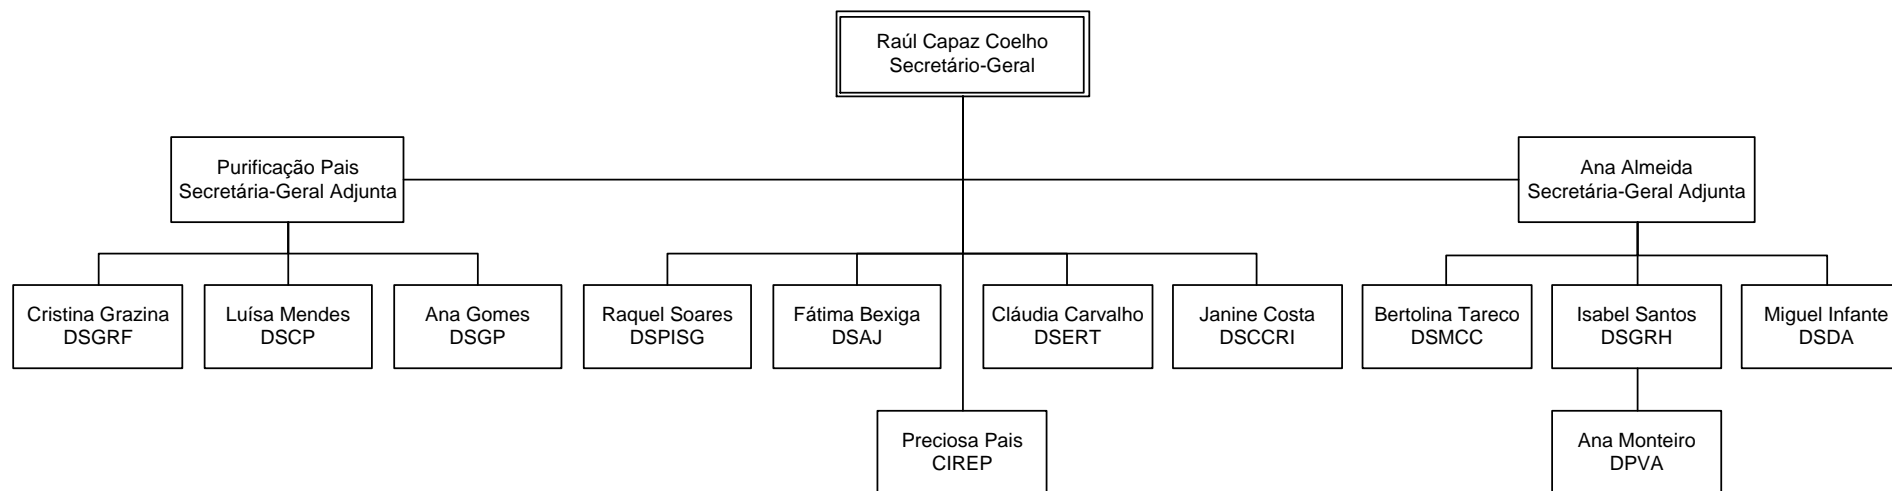 Raúl Capaz Coelho
Secretário-Geral
Purificação Pais
Secretária-Geral Adjunta
Ana Almeida
Secretária-Geral Adjunta
Cristina Grazina
DSGRF
Luísa Mendes
DSCP
Ana Gomes
DSGP
Raquel Soares
DSPISG
Fátima Bexiga
DSAJ
Cláudia Carvalho
DSERT
Janine Costa
DSCCRI
Bertolina Tareco
DSMCC
Isabel Santos
DSGRH
Miguel Infante
DSDA
Preciosa Pais
CIREP
Ana Monteiro
DPVA